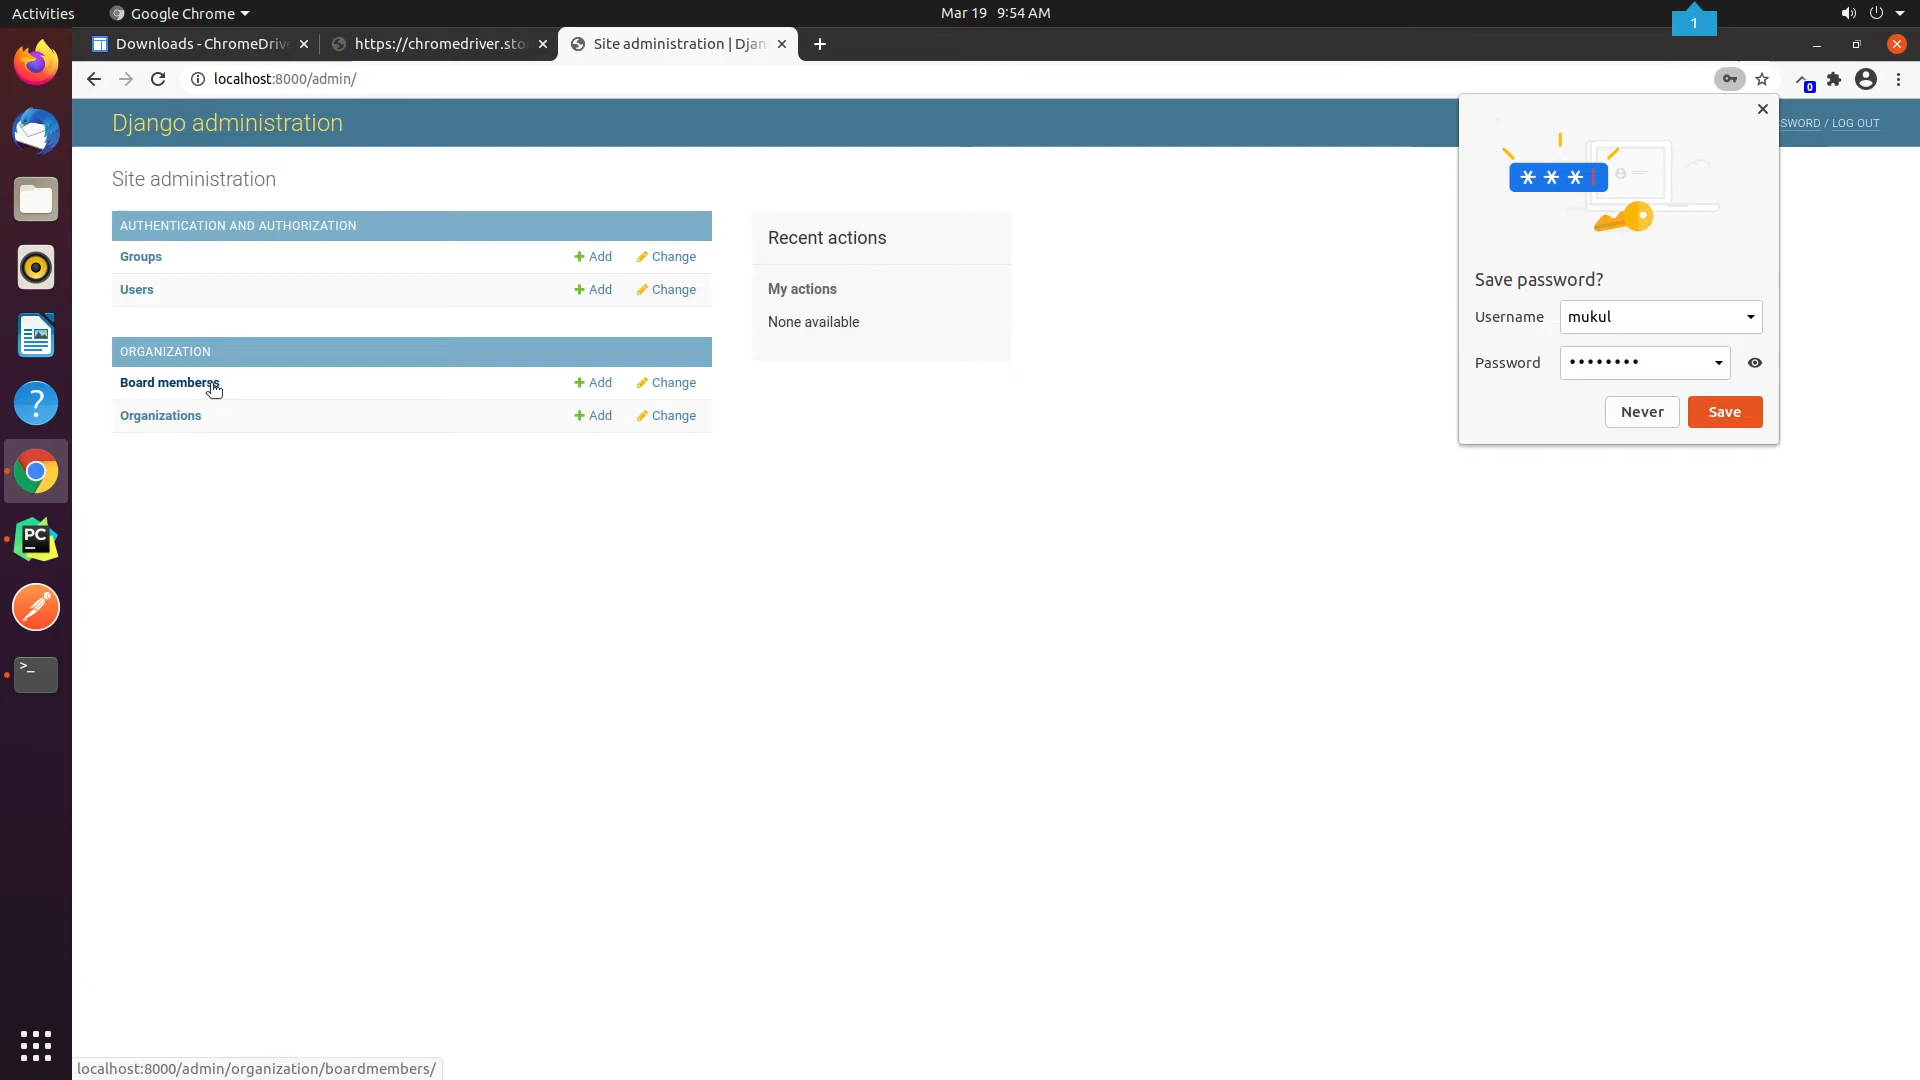 Activities
Google Chrome
Mar 19 9:54 AM
1
Downloads - ChromeDriv
https://chromedriver.sto
Site administration | Djan
localhost:8000/admin/
0
Django administration
SWORD / LOG OUT
Site administration
AUTHENTICATION AND AUTHORIZATION
Groups Add Change
Users Add Change
ORGANIZATION
Board memberss Add Change
Organizations Add Change
Recent actions
My actions
None available
* * *
Save password?
Username mukul
Password ••••••••
Never Save
PC
>_
localhost:8000/admin/organization/boardmembers/